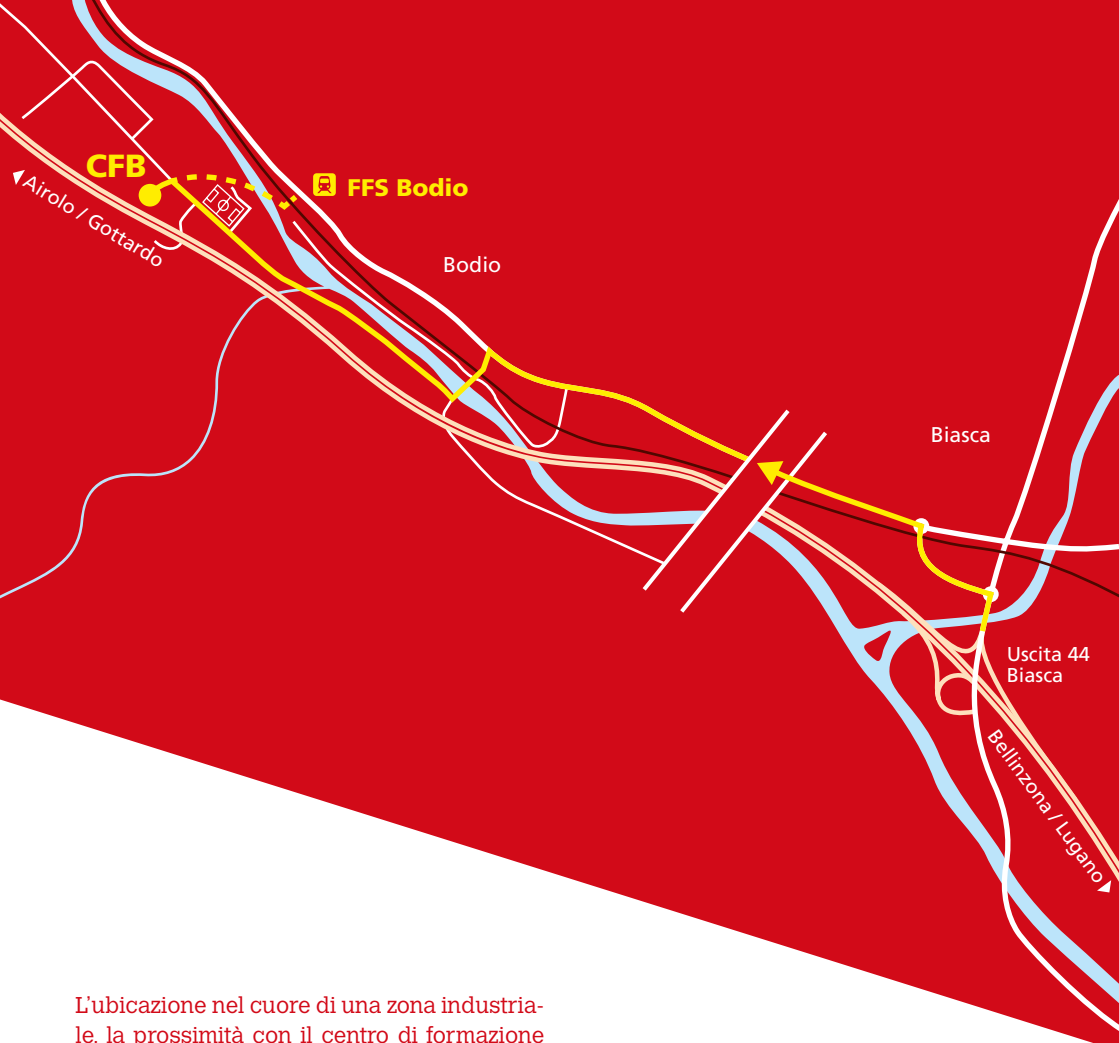 CFB
FFS Bodio
Airolo / Gottardo
Bodio
Biasca
Uscita 44
Biasca
Bellinzona / Lugano
L'ubicazione nel cuore di una zona industria-
le, la prossimità con il centro di formazione